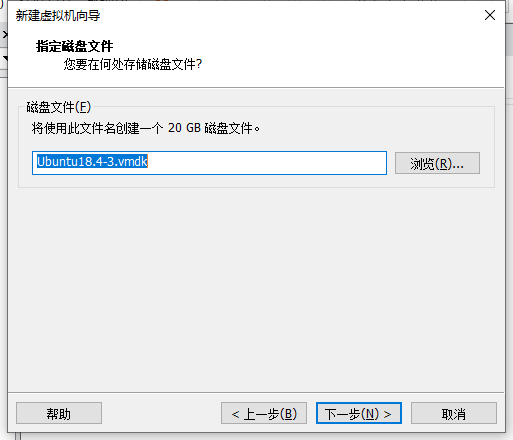 新建虚拟机向导
指定磁盘文件
您要在何处存储磁盘文件?
磁盘文件(F)
将使用此文件名创建一个 20 GB 磁盘文件。
Ubuntu18.4-3.vmdk
浏览(R)...
帮助
< 上一步(B)
下一步(N) >
取消